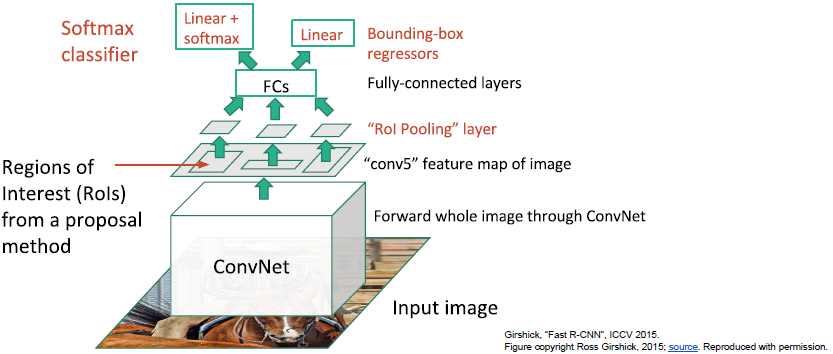 Softmax
classifier
Linear +
softmax
Linear
Bounding-box
regressors
FCs
Fully-connected layers
"RoI Pooling" layer
Regions of
Interest (RoIs)
from a proposal
method
"conv5" feature map of image
Forward whole image through ConvNet
ConvNet
Input image
Girshick, "Fast R-CNN", ICCV 2015.
Figure copyright Ross Girshick, 2015; source. Reproduced with permission.